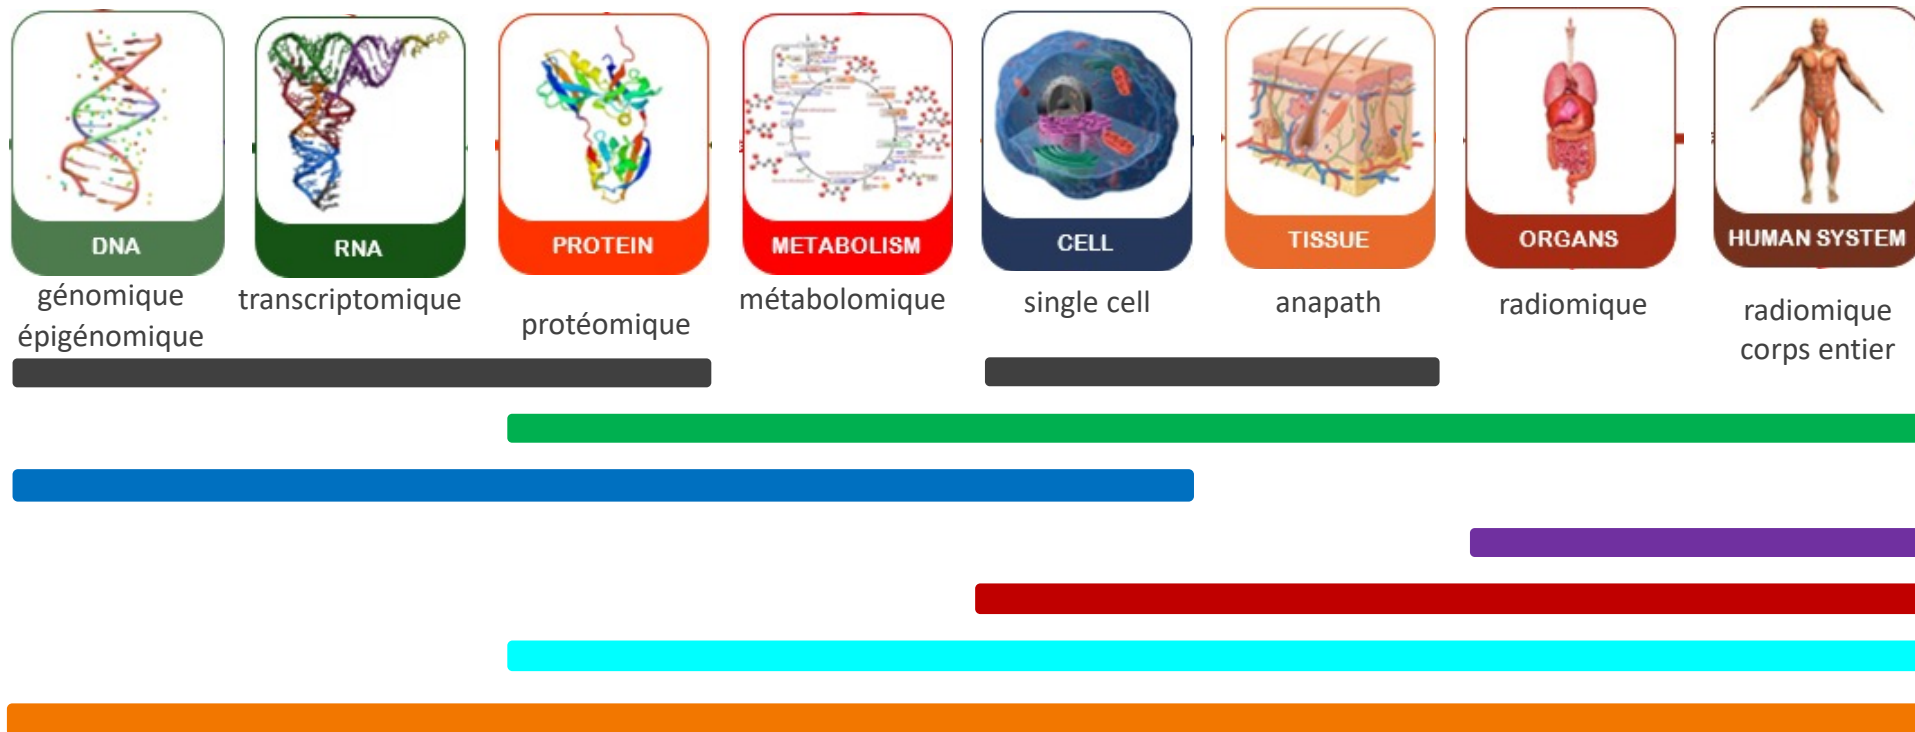 DNA
RNA
PROTEIN
METABOLISM
CELL
TISSUE
ORGANS
HUMAN SYSTEM
génomique
épigénomique
transcriptomique
protéomique
métabolomique
single cell
anapath
radiomique
radiomique
corps entier